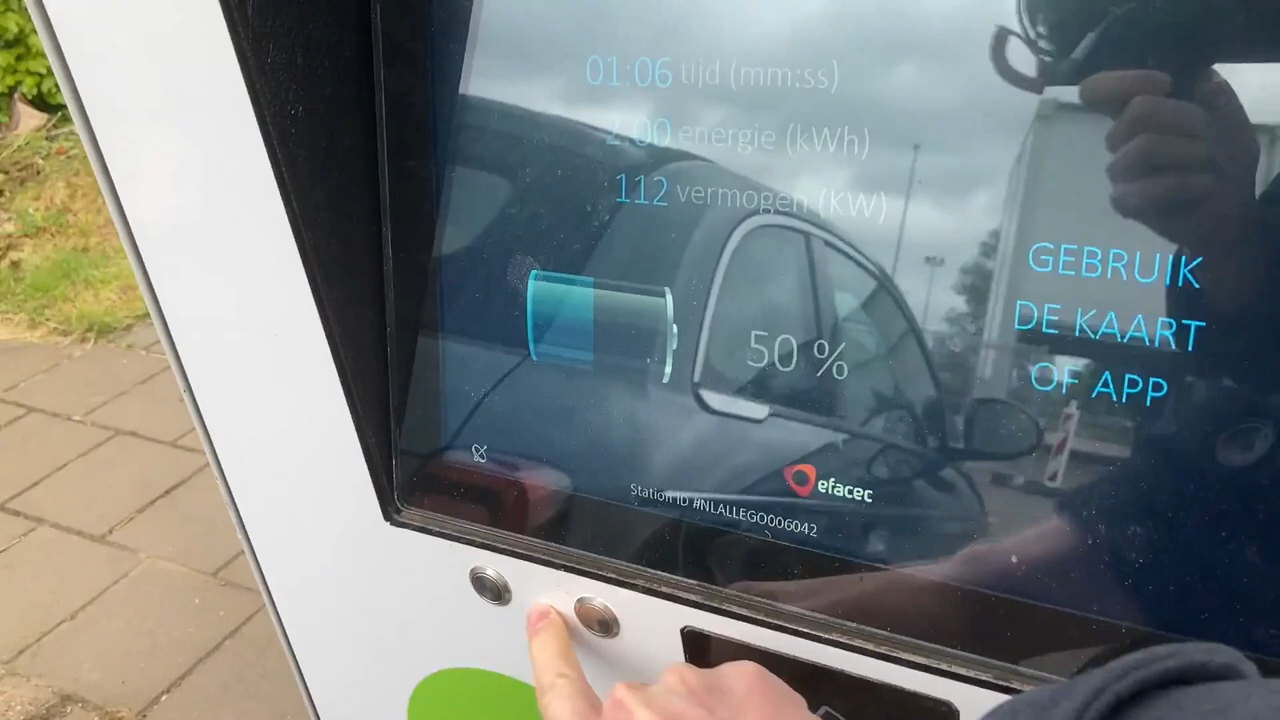 01:06 tijd (mm:ss)
2.00 energie (kWh)
112 vermogen (kW)
GEBRUIK
DE KAART
OF APP
50 %
efacec
Station ID #NLALLEGO006042